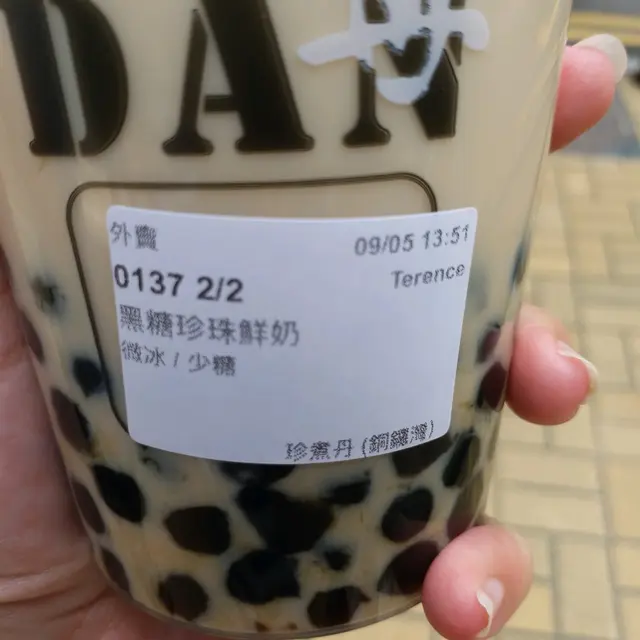 DAN
丹
外賣
09/05 13:51
0137 2/2
Terence
黑糖珍珠鮮奶
微冰 / 少糖
珍煮丹 (銅鑼灣)